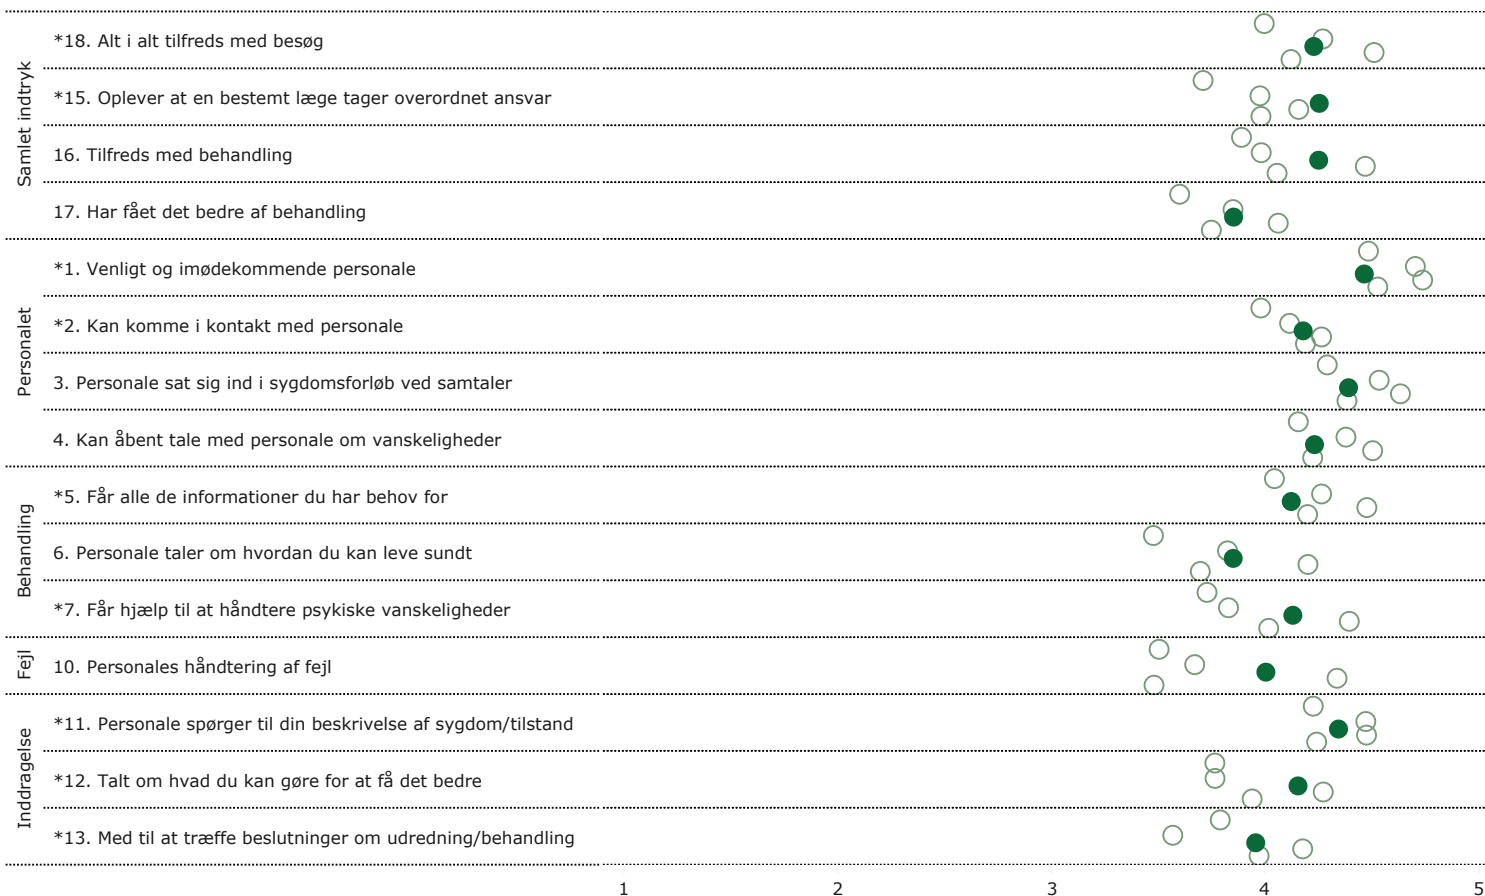 Samlet indtryk
*18. Alt i alt tilfreds med besøg
*15. Oplever at en bestemt læge tager overordnet ansvar
16. Tilfreds med behandling
17. Har fået det bedre af behandling
Personalet
*1. Venligt og imødekommende personale
*2. Kan komme i kontakt med personale
3. Personale sat sig ind i sygdomsforløb ved samtaler
4. Kan åbent tale med personale om vanskeligheder
Behandling
*5. Får alle de informationer du har behov for
6. Personale taler om hvordan du kan leve sundt
*7. Får hjælp til at håndtere psykiske vanskeligheder
Fejl
10. Personales håndtering af fejl
Inddragelse
*11. Personale spørger til din beskrivelse af sygdom/tilstand
*12. Talt om hvad du kan gøre for at få det bedre
*13. Med til at træffe beslutninger om udredning/behandling
1 2 3 4 5